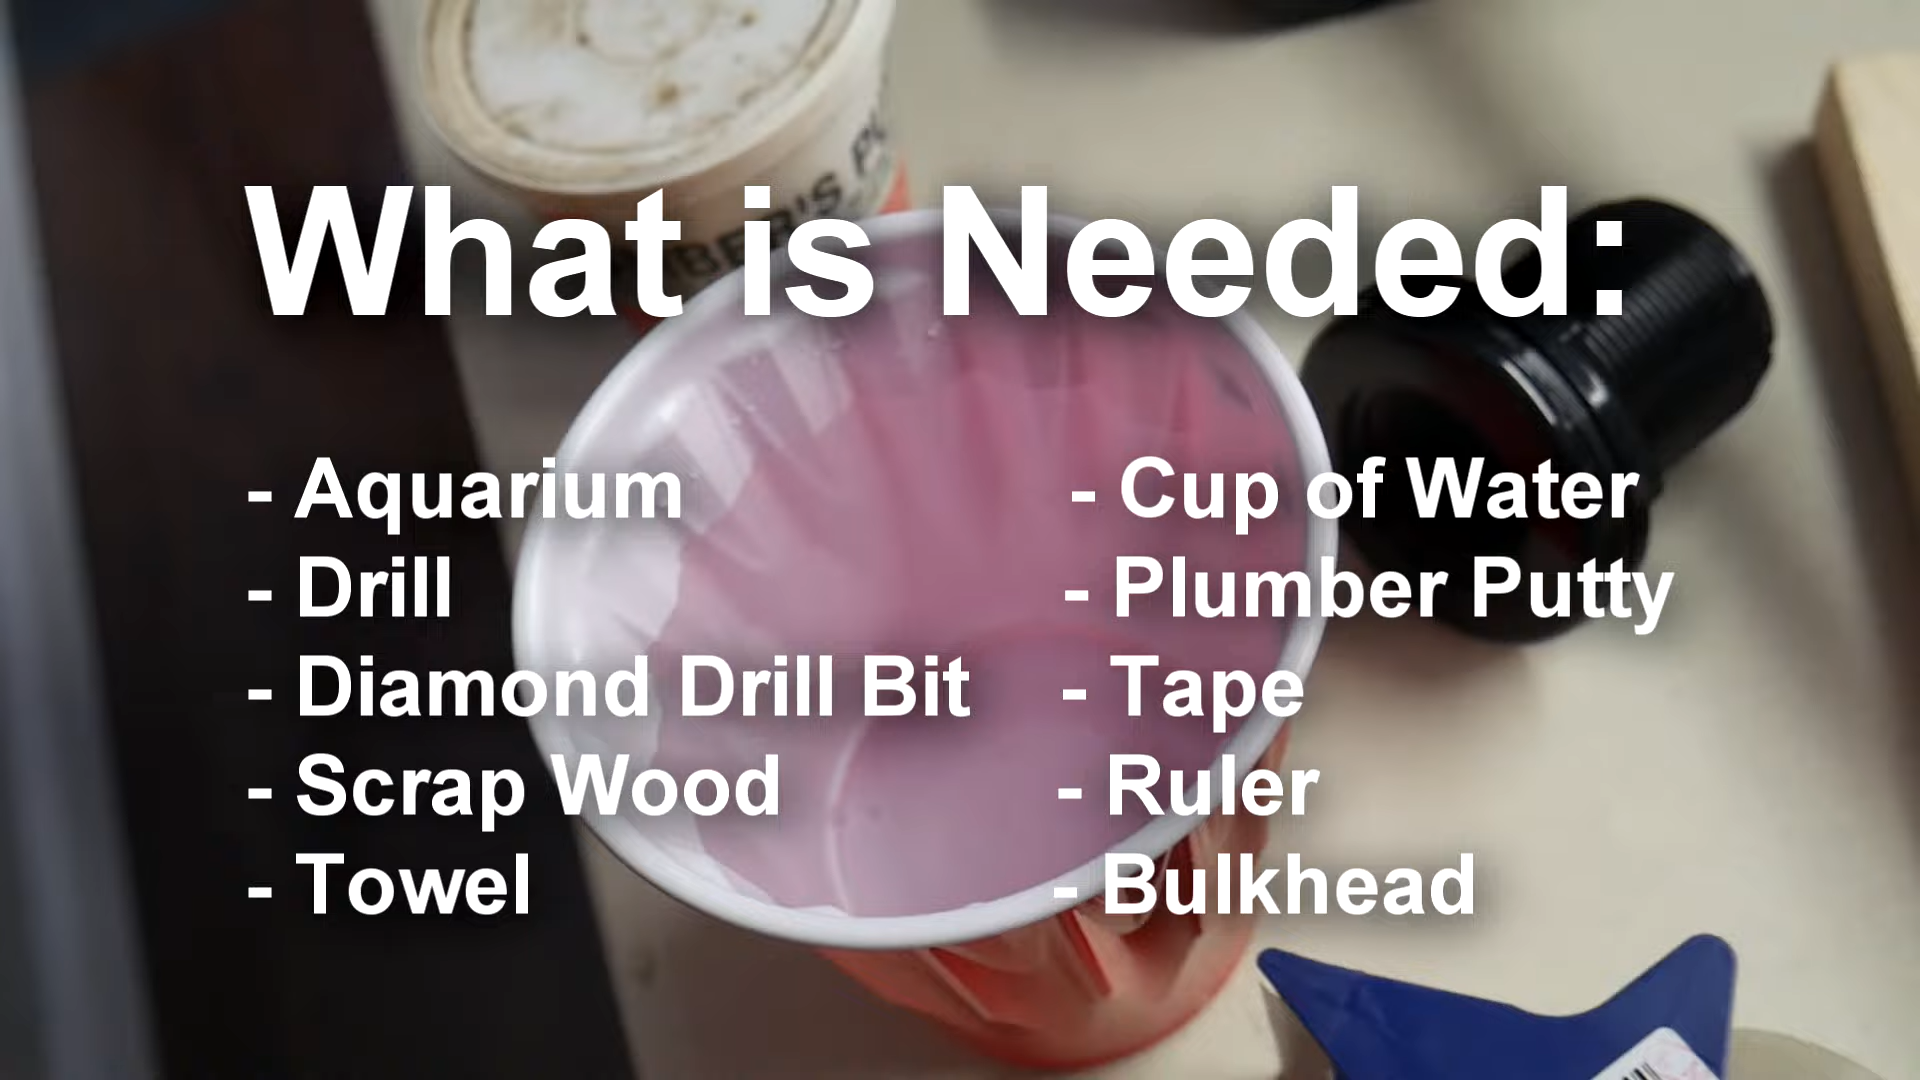 What is Needed:
- Aquarium
- Drill
- Diamond Drill Bit
- Scrap Wood
- Towel
- Cup of Water
- Plumber Putty
- Tape
- Ruler
- Bulkhead